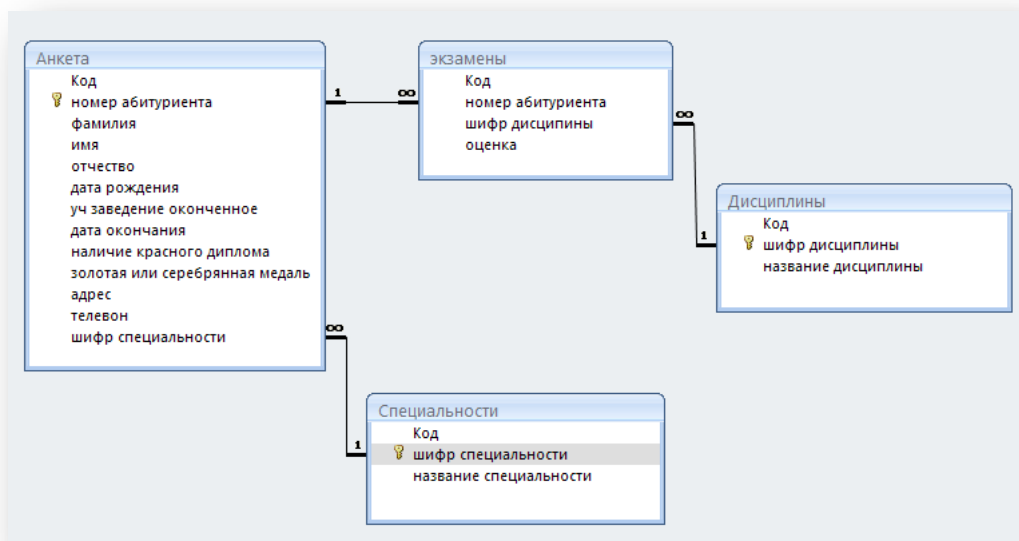 Анкета
Код
номер абитуриента
фамилия
имя
отчество
дата рождения
уч заведение оконченное
дата окончания
наличие красного диплома
золотая или серебрянная медаль
адрес
телевон
шифр специальности
1
∞
экзамены
Код
номер абитуриента
шифр дисципины
оценка
∞
1
Дисциплины
Код
шифр дисциплины
название дисциплины
∞
1
Специальности
Код
шифр специальности
название специальности